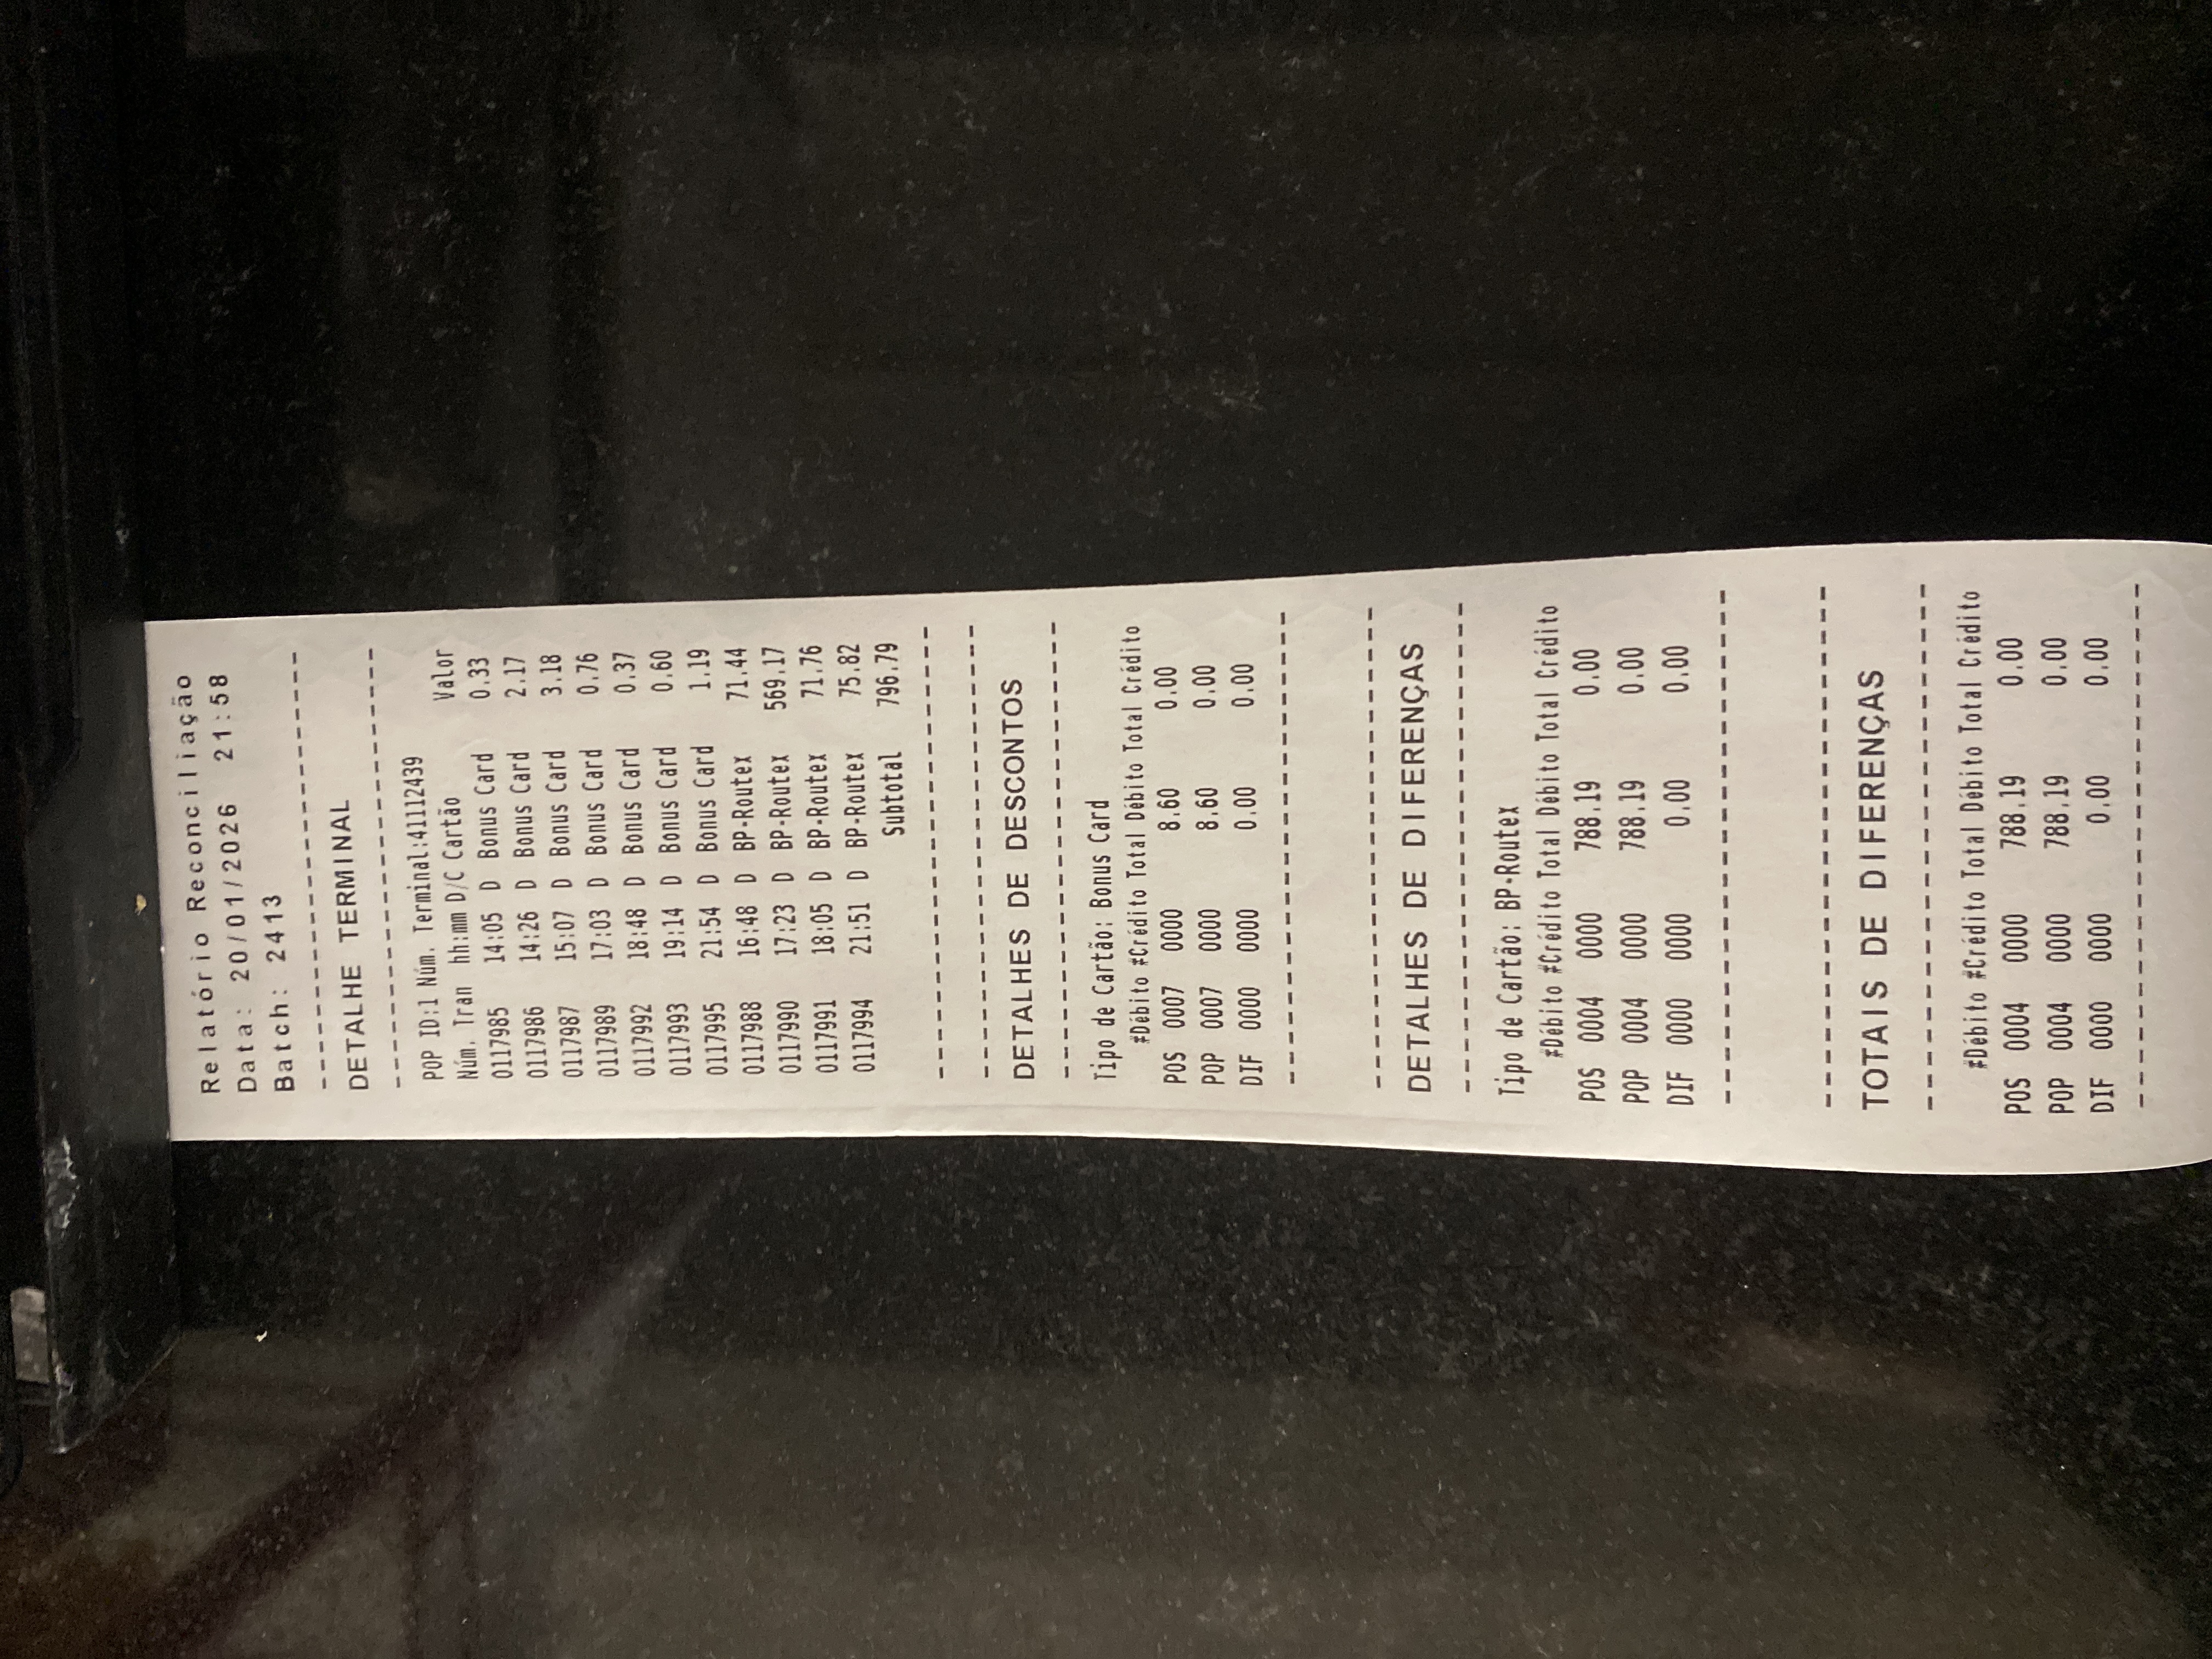 Relatório Reconciliação
Data: 20/01/2026 21:58
Batch: 2413
--------------------------
DETALHE TERMINAL
--------------------------
POP ID:1 Núm. Terminal:41112439
Núm. Tran hh:mm D/C Cartão Valor
0117985 14:05 D Bonus Card 0.33
0117986 14:26 D Bonus Card 2.17
0117987 15:07 D Bonus Card 3.18
0117989 17:03 D Bonus Card 0.76
0117992 18:48 D Bonus Card 0.37
0117993 19:14 D Bonus Card 0.60
0117995 21:54 D Bonus Card 1.19
0117988 16:48 D BP-Routex 71.44
0117990 17:23 D BP-Routex 569.17
0117991 18:05 D BP-Routex 71.76
0117994 21:51 D BP-Routex 75.82
Subtotal 796.79
--------------------------
--------------------------
DETALHES DE DESCONTOS
--------------------------
Tipo de Cartão: Bonus Card
#Débito #Crédito Total Débito Total Crédito
POS 0007 0000 8.60 0.00
POP 0007 0000 8.60 0.00
DIF 0000 0000 0.00 0.00
--------------------------
--------------------------
DETALHES DE DIFERENÇAS
--------------------------
Tipo de Cartão: BP-Routex
#Débito #Crédito Total Débito Total Crédito
POS 0004 0000 788.19 0.00
POP 0004 0000 788.19 0.00
DIF 0000 0000 0.00 0.00
--------------------------
--------------------------
TOTAIS DE DIFERENÇAS
--------------------------
#Débito #Crédito Total Débito Total Crédito
POS 0004 0000 788.19 0.00
POP 0004 0000 788.19 0.00
DIF 0000 0000 0.00 0.00
--------------------------